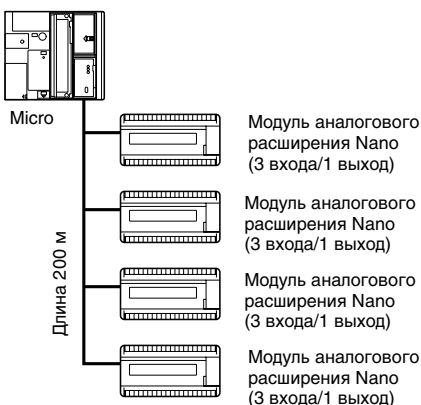 Micro
Модуль аналогового
расширения Nano
(3 входа/1 выход)
Модуль аналогового
расширения Nano
(3 входа/1 выход)
Длина 200 м
Модуль аналогового
расширения Nano
(3 входа/1 выход)
Модуль аналогового
расширения Nano
(3 входа/1 выход)